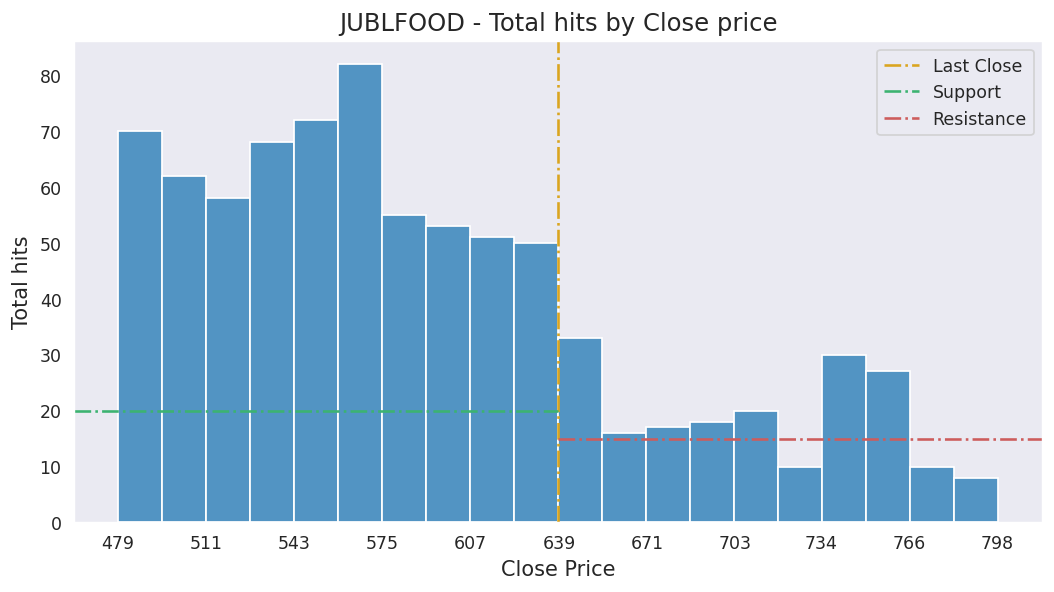 JUBLFOOD - Total hits by Close price
Last Close
Support
Resistance
Total hits
80
70
60
50
40
30
20
10
0
479 511 543 575 607 639 671 703 734 766 798
Close Price